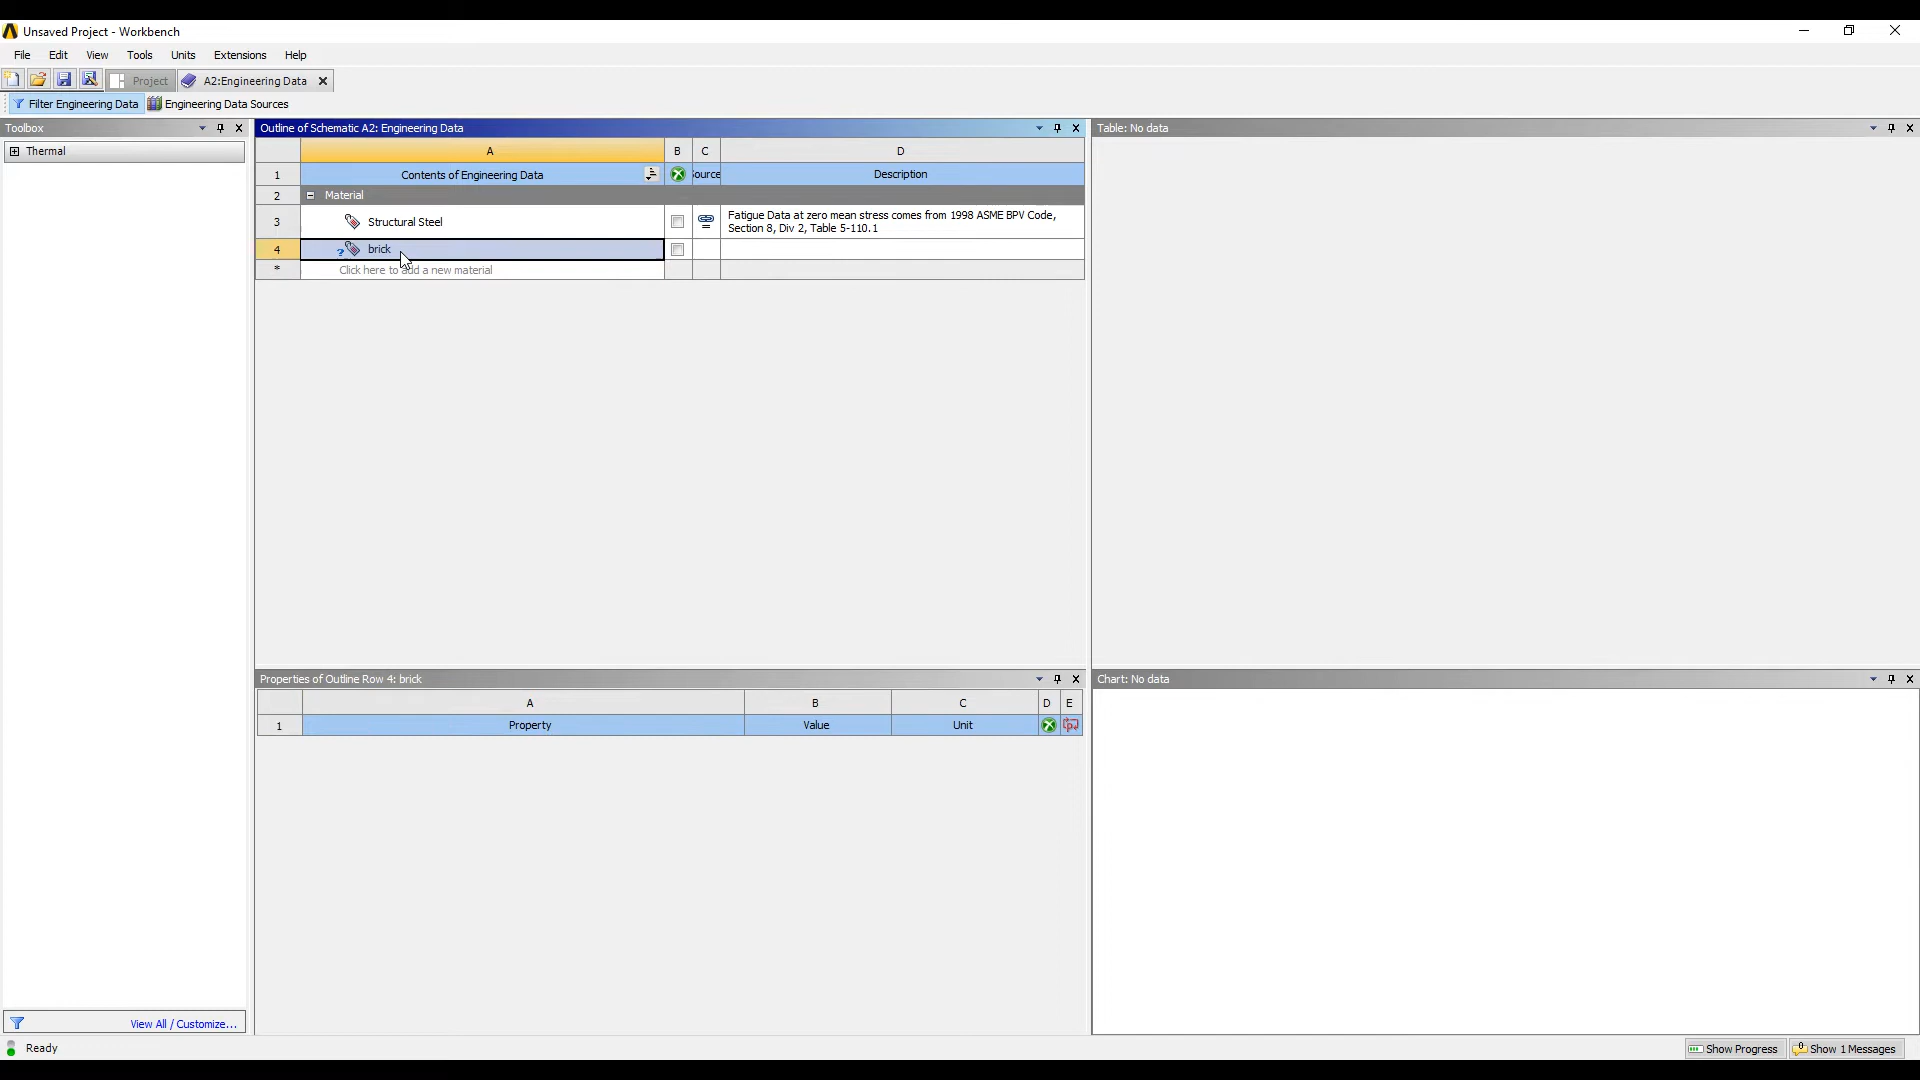 Unsaved Project - Workbench
File Edit View Tools Units Extensions Help
Project A2:Engineering Data
Filter Engineering Data Engineering Data Sources
Toolbox
Thermal
View All / Customize...
Outline of Schematic A2: Engineering Data
A B C D
1 Contents of Engineering Data ource Description
2 Material
3 Structural Steel Fatigue Data at zero mean stress comes from 1998 ASME BPV Code,
Section 8, Div 2, Table 5-110.1
4 ? brick
* Click here to add a new material
Properties of Outline Row 4: brick
A B C D E
1 Property Value Unit
Table: No data
Chart: No data
Ready
Show Progress Show 1 Messages